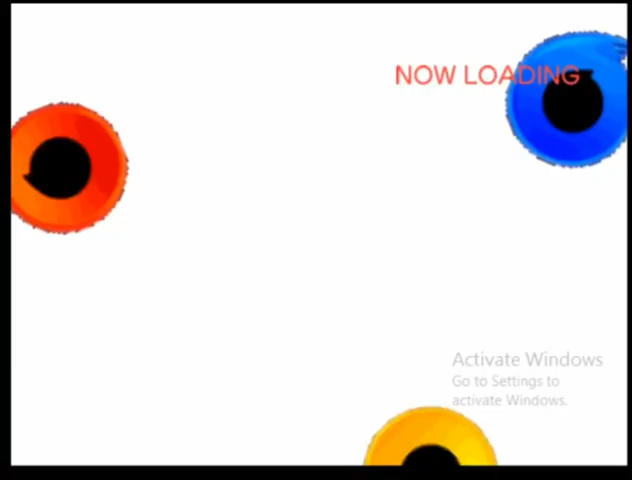 NOW LOADING
Activate Windows
Go to Settings to
activate Windows.